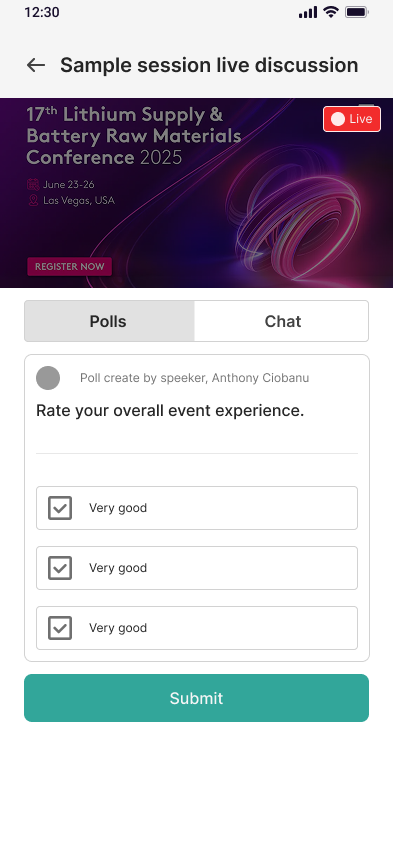 12:30
Sample session live discussion
17th Lithium Supply &
Battery Raw Materials
Conference 2025
Live
June 23-26
Las Vegas, USA
REGISTER NOW
Polls
Chat
Poll create by speeker, Anthony Ciobanu
Rate your overall event experience.
Very good
Very good
Very good
Submit